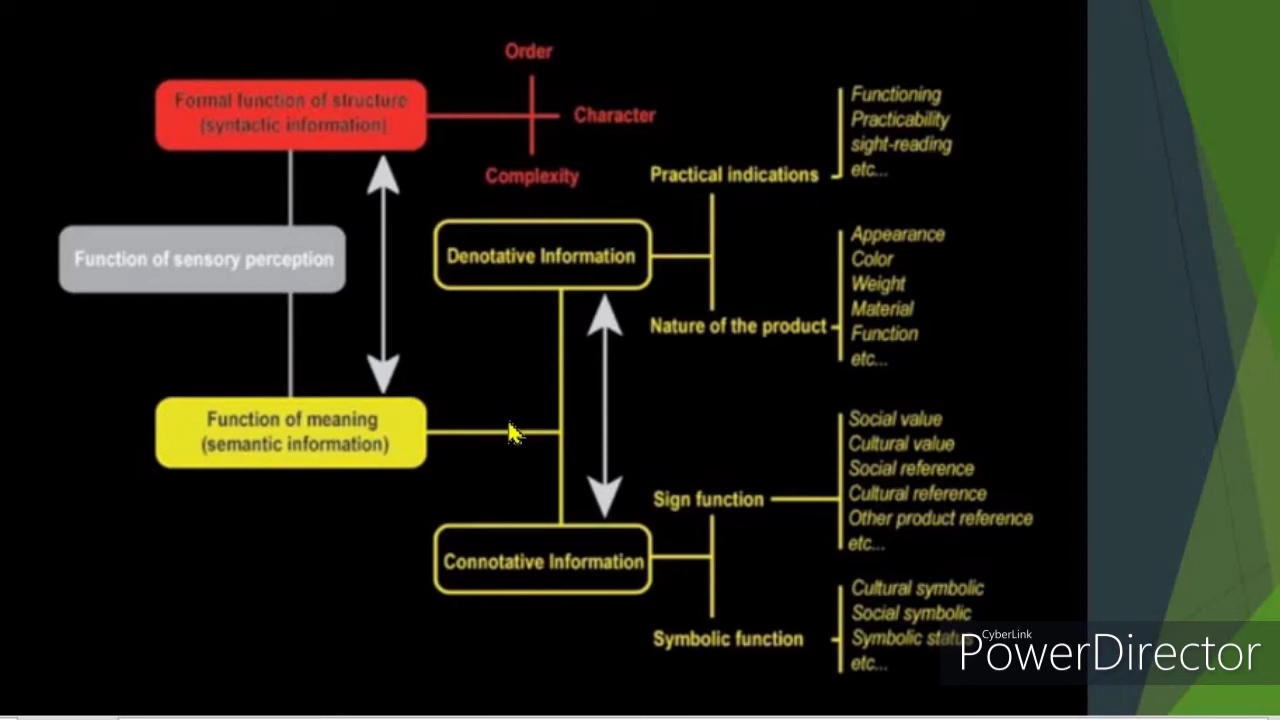 Order
Formal function of structure
(syntactic information)
Character
Complexity
Function of sensory perception
Function of meaning
(semantic information)
Denotative Information
Practical indications
Functioning
Practicability
sight-reading
etc...
Nature of the product
Appearance
Color
Weight
Material
Function
etc...
Connotative Information
Sign function
Social value
Cultural value
Social reference
Cultural reference
Other product reference
etc...
Symbolic function
Cultural symbolic
Social symbolic
Symbolic status
etc...
CyberLink
PowerDirector